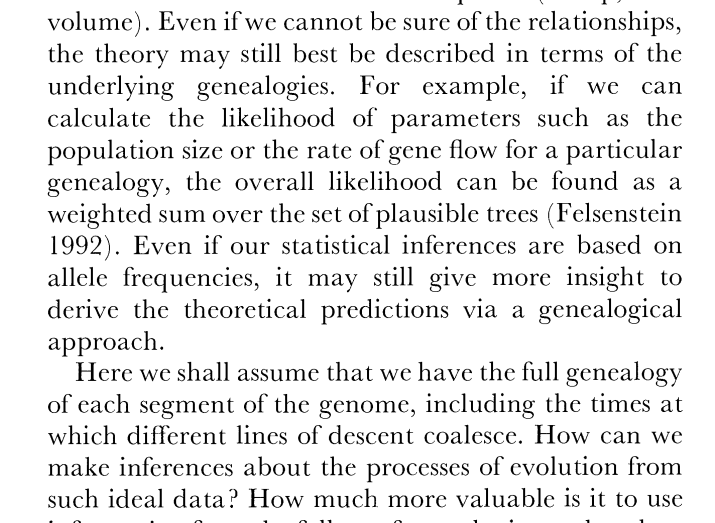 volume). Even if we cannot be sure of the relationships,
the theory may still best be described in terms of the
underlying genealogies. For example, if we can
calculate the likelihood of parameters such as the
population size or the rate of gene flow for a particular
genealogy, the overall likelihood can be found as a
weighted sum over the set of plausible trees (Felsenstein
1992). Even if our statistical inferences are based on
allele frequencies, it may still give more insight to
derive the theoretical predictions via a genealogical
approach.
Here we shall assume that we have the full genealogy
of each segment of the genome, including the times at
which different lines of descent coalesce. How can we
make inferences about the processes of evolution from
such ideal data? How much more valuable is it to use